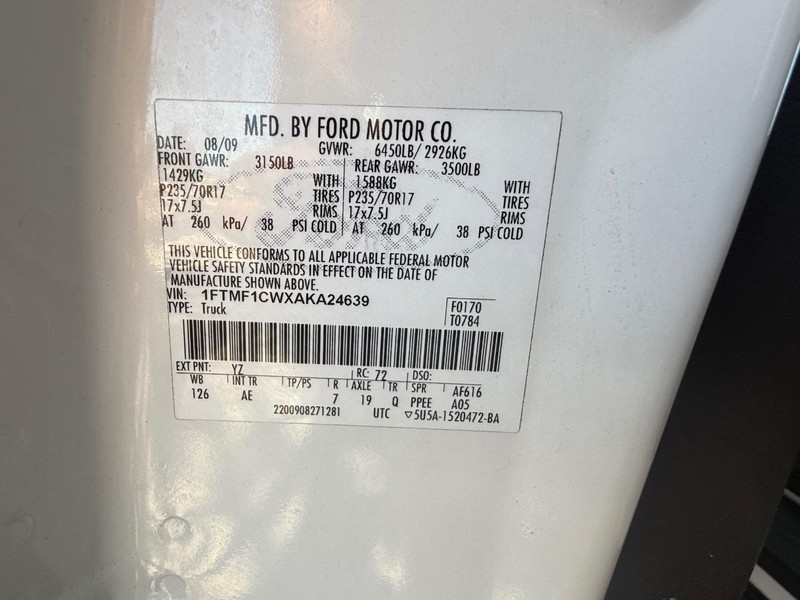 MFD. BY FORD MOTOR CO.
DATE: 08/09 GVWR: 6450LB/ 2926KG
FRONT GAWR: 3150LB REAR GAWR: 3500LB
1429KG WITH 1588KG WITH
P235/70R17 TIRES P235/70R17 TIRES
17x7.5J RIMS 17x7.5J RIMS
AT 260 kPa/ 38 PSI COLD AT 260 kPa/ 38 PSI COLD
THIS VEHICLE CONFORMS TO ALL APPLICABLE FEDERAL MOTOR
VEHICLE SAFETY STANDARDS IN EFFECT ON THE DATE OF
MANUFACTURE SHOWN ABOVE.
VIN: 1FTMF1CWXAKA24639 F0170
TYPE: Truck T0784
EXT PNT: YZ RC: 72 DSO:
WB INT TR TP/PS R AXLE TR SPR AF616
126 AE 7 19 Q PPEE A05
2200908271281 UTC ▽5U5A-1520472-BA